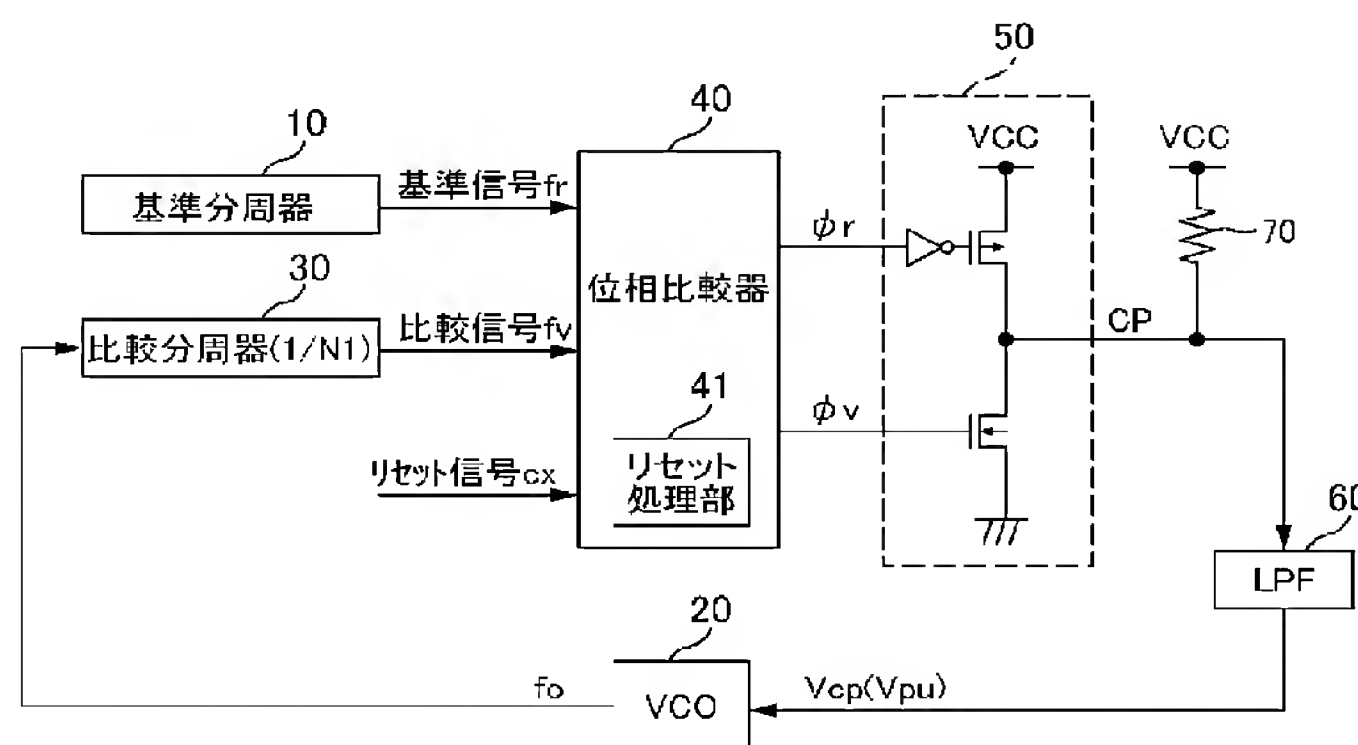 50
40
10
VCC
VCC
基準信号fr
基準分周器
φr
70
30
位相比較器
比較信号fv
CP
比較分周器(1/N1)
41
φv
リセット信号cx
リセット
処理部
60
LPF
20
fo
VCO
Vcp(Vpu)